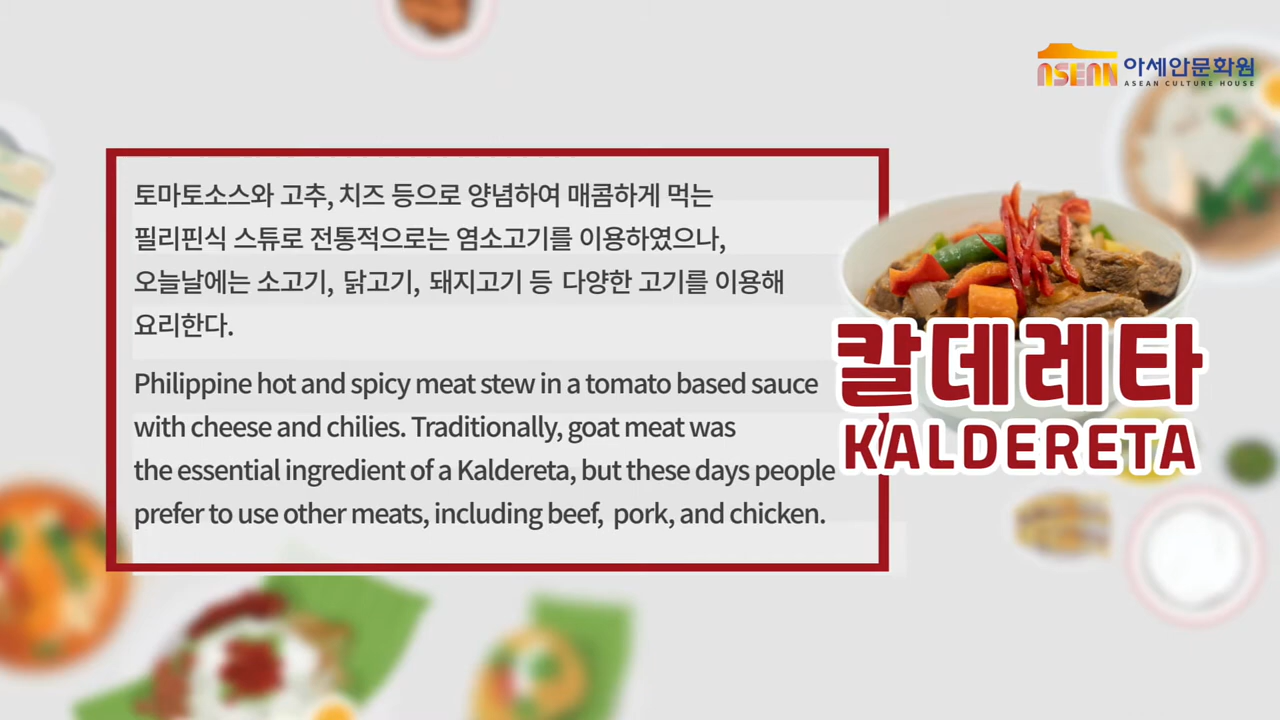 ASEAN 아세안문화원
ASEAN CULTURE HOUSE
토마토소스와 고추, 치즈 등으로 양념하여 매콤하게 먹는
필리핀식 스튜로 전통적으로는 염소고기를 이용하였으나,
오늘날에는 소고기, 닭고기, 돼지고기 등 다양한 고기를 이용해
요리한다.
Philippine hot and spicy meat stew in a tomato based sauce
with cheese and chilies. Traditionally, goat meat was
the essential ingredient of a Kaldereta, but these days people
prefer to use other meats, including beef, pork, and chicken.
칼데레타
KALDERETA